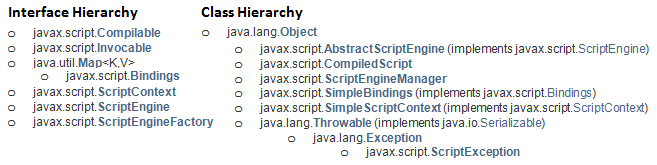 Interface Hierarchy
o javax.script.Compilable
o javax.script.Invocable
o java.util.Map<K,V>
o javax.script.Bindings
o javax.script.ScriptContext
o javax.script.ScriptEngine
o javax.script.ScriptEngineFactory
Class Hierarchy
o java.lang.Object
o javax.script.AbstractScriptEngine (implements javax.script.ScriptEngine)
o javax.script.CompiledScript
o javax.script.ScriptEngineManager
o javax.script.SimpleBindings (implements javax.script.Bindings)
o javax.script.SimpleScriptContext (implements javax.script.ScriptContext)
o java.lang.Throwable (implements java.io.Serializable)
o java.lang.Exception
o javax.script.ScriptException